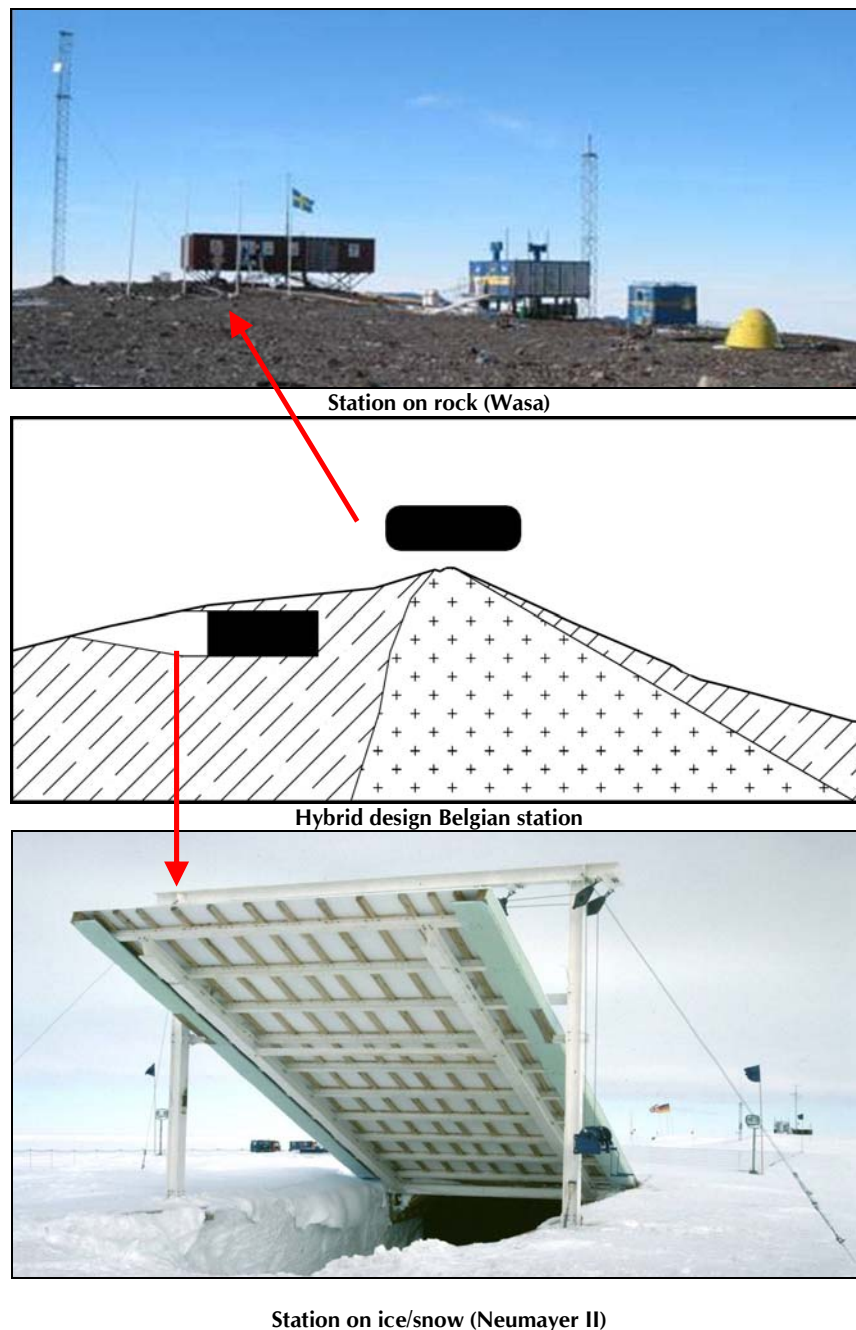 Station on rock (Wasa)
Hybrid design Belgian station
Station on ice/snow (Neumayer II)